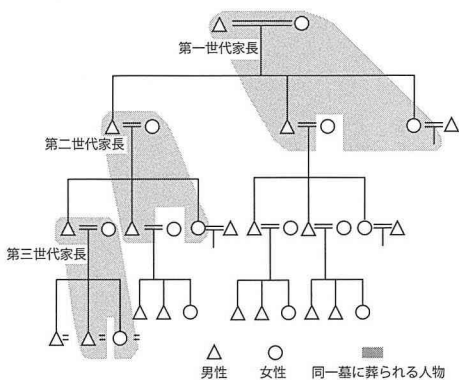 第一世代家長
第二世代家長
第三世代家長
男性
女性
同一墓に葬られる人物